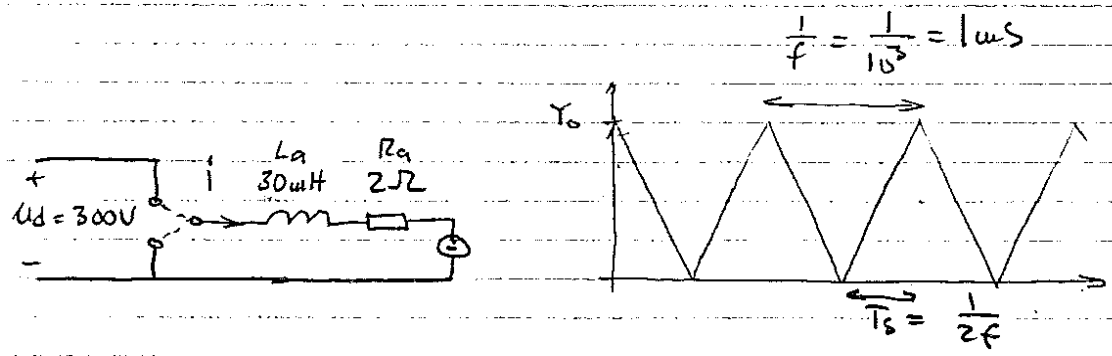 1/f = 1/10³ = 1mS
Y₀
i
La
30mH
Ra
2Ω
+
Ud = 300V
-
Ts = 1/2f